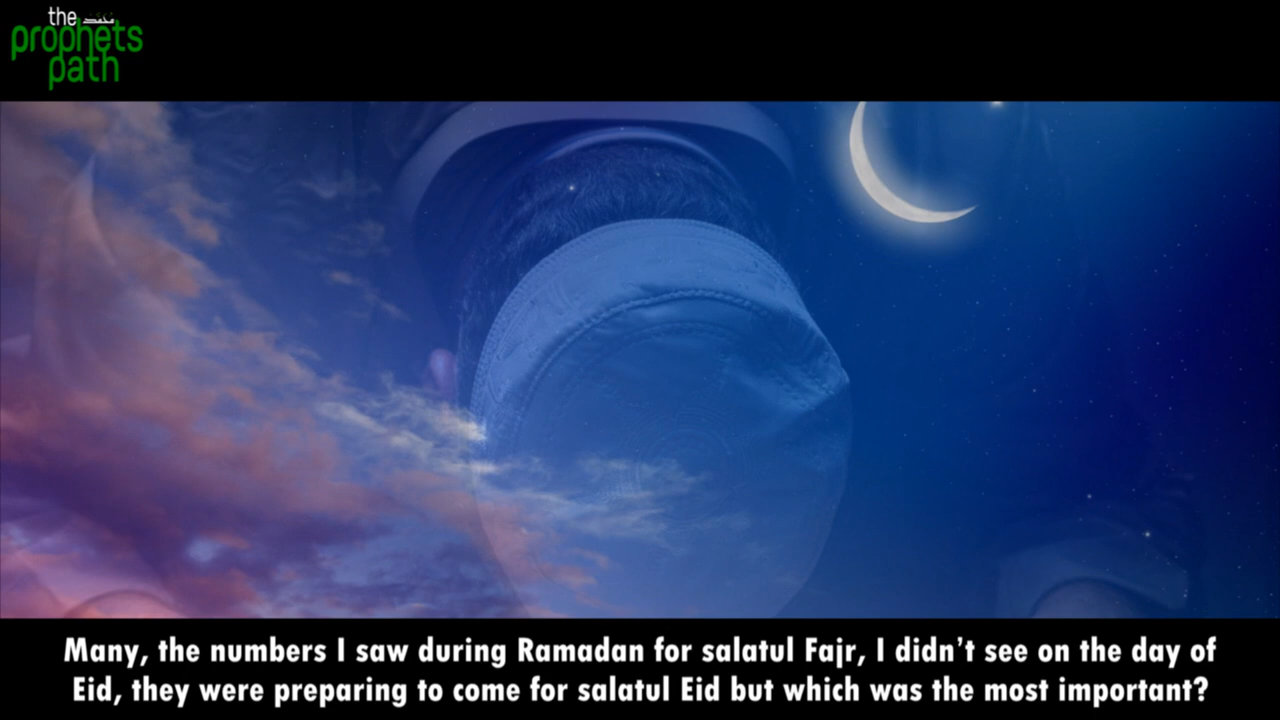 the محمد
prophets
path
Many, the numbers I saw during Ramadan for salatul Fajr, I didn’t see on the day of
Eid, they were preparing to come for salatul Eid but which was the most important?